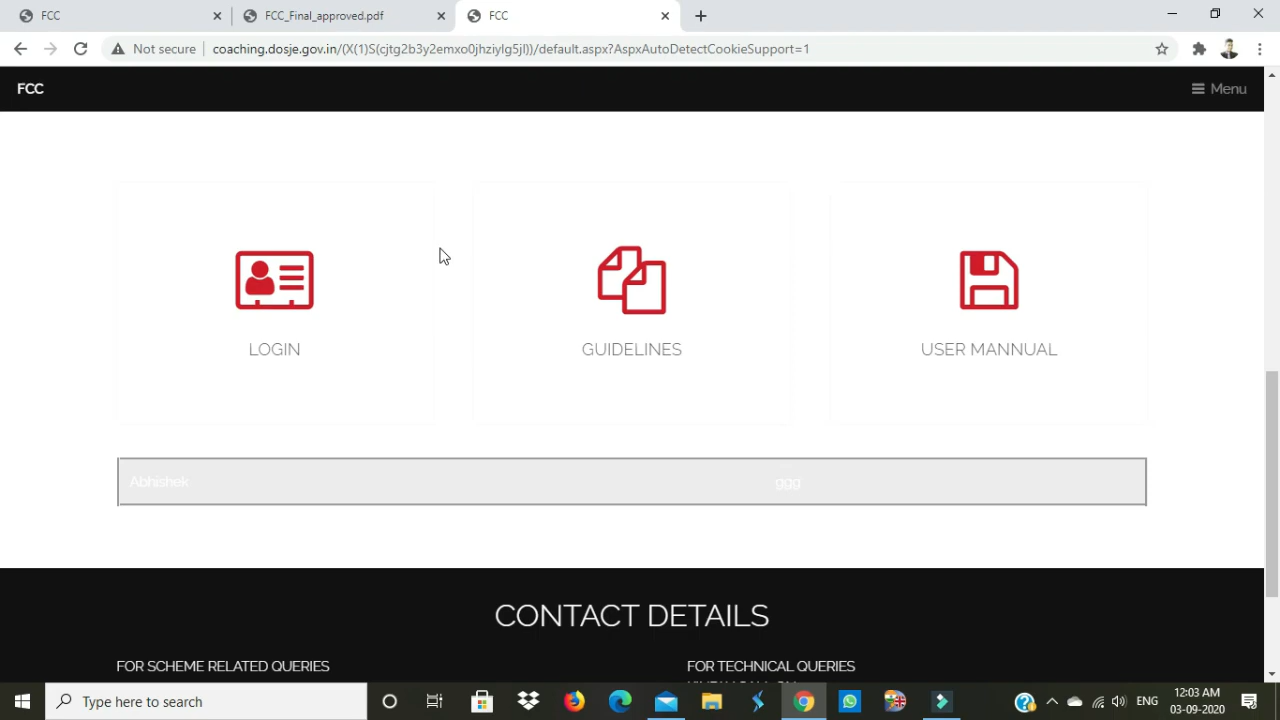 FCC
FCC_Final_approved.pdf
FCC
Not secure
coaching.dosje.gov.in/(X(1)S(cjtg2b3y2emxo0jhziylg5jl))/default.aspx?AspxAutoDetectCookieSupport=1
FCC
Menu
LOGIN
GUIDELINES
USER MANNUAL
Abhishek
ggg
CONTACT DETAILS
FOR SCHEME RELATED QUERIES
FOR TECHNICAL QUERIES
Type here to search
ENG
12:03 AM
03-09-2020